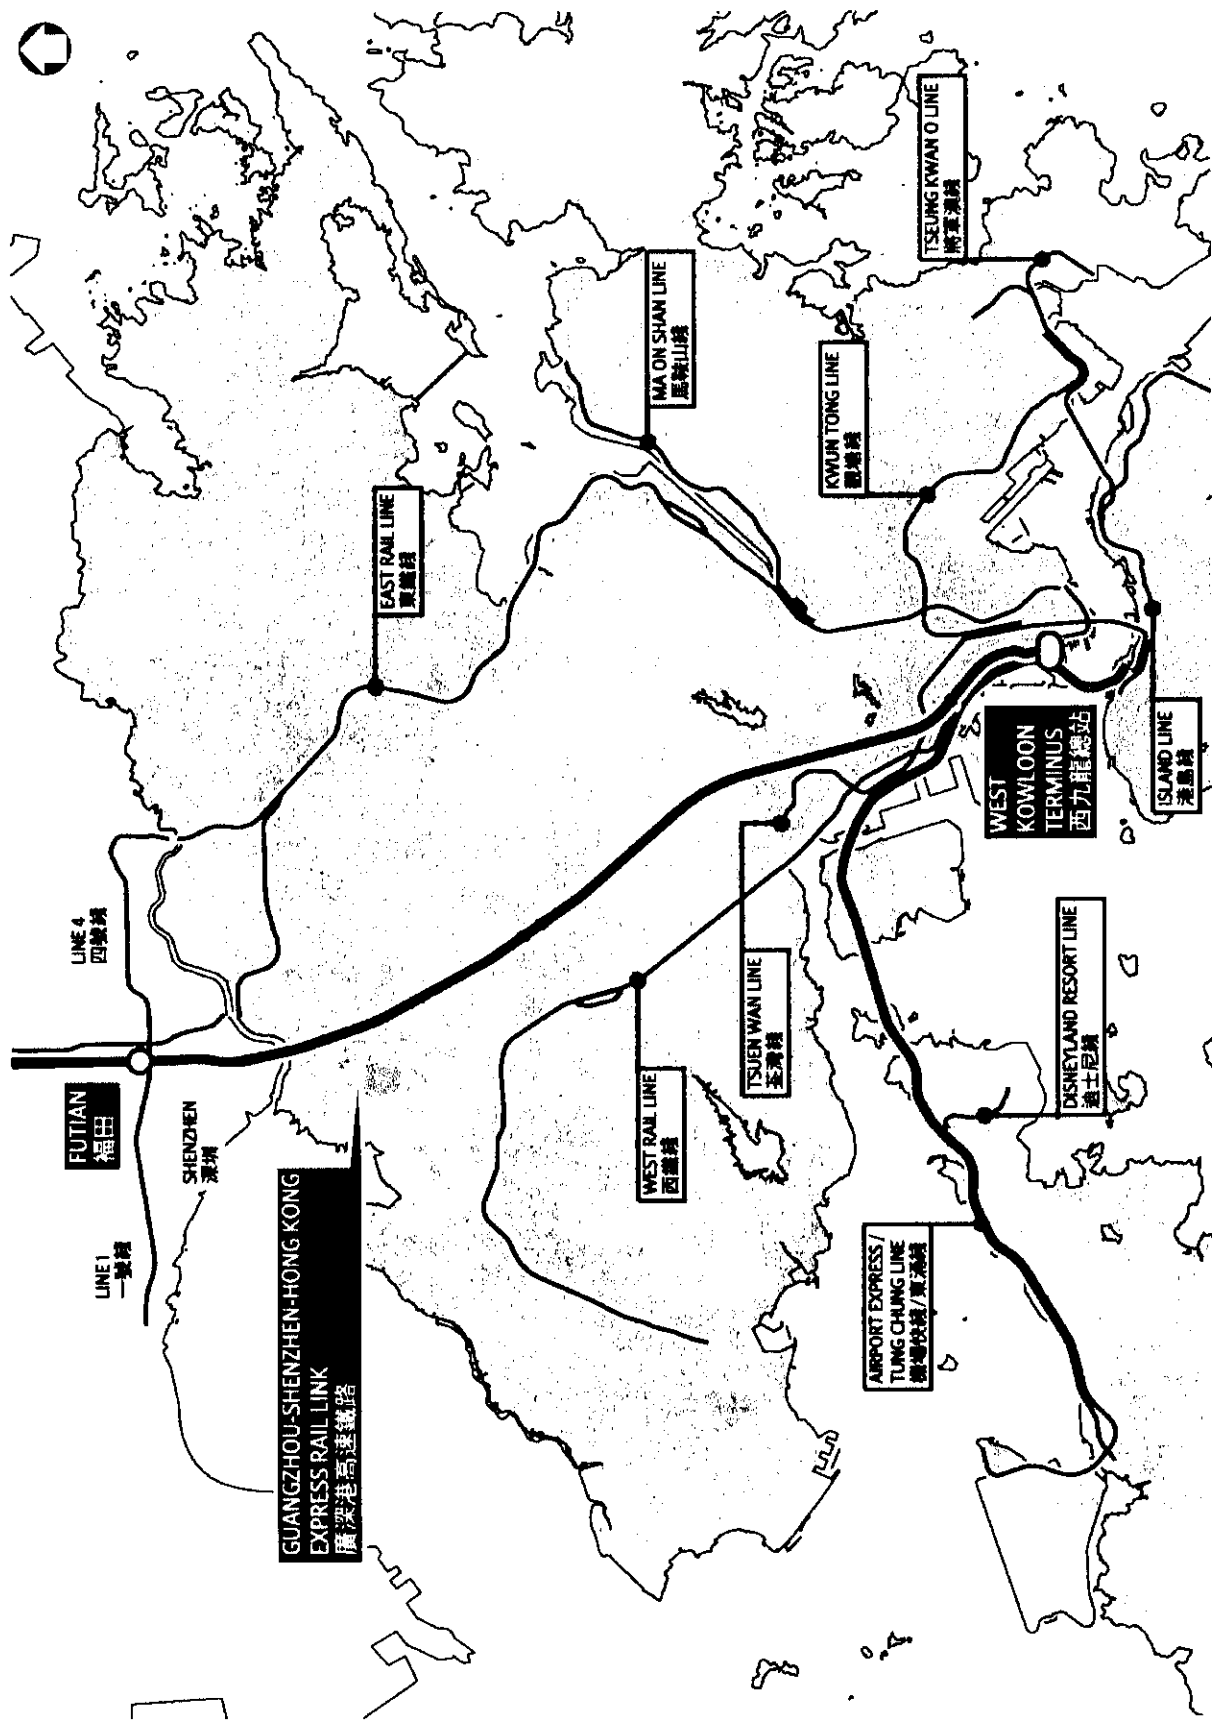 FUTIAN
福田
LINE 4
四號綫
LINE 1
一號綫
SHENZHEN
深圳
GUANGZHOU-SHENZHEN-HONG KONG
EXPRESS RAIL LINK
廣深港高速鐵路
EAST RAIL LINE
東鐵綫
WEST RAIL LINE
西鐵綫
MA ON SHAN LINE
馬鞍山綫
TSUEN WAN LINE
荃灣綫
KWUN TONG LINE
觀塘綫
AIRPORT EXPRESS /
TUNG CHUNG LINE
機場快綫/東涌綫
TSEUNG KWAN O LINE
將軍澳綫
WEST
KOWLOON
TERMINUS
西九龍總站
DISNEYLAND RESORT LINE
迪士尼綫
ISLAND LINE
港島綫